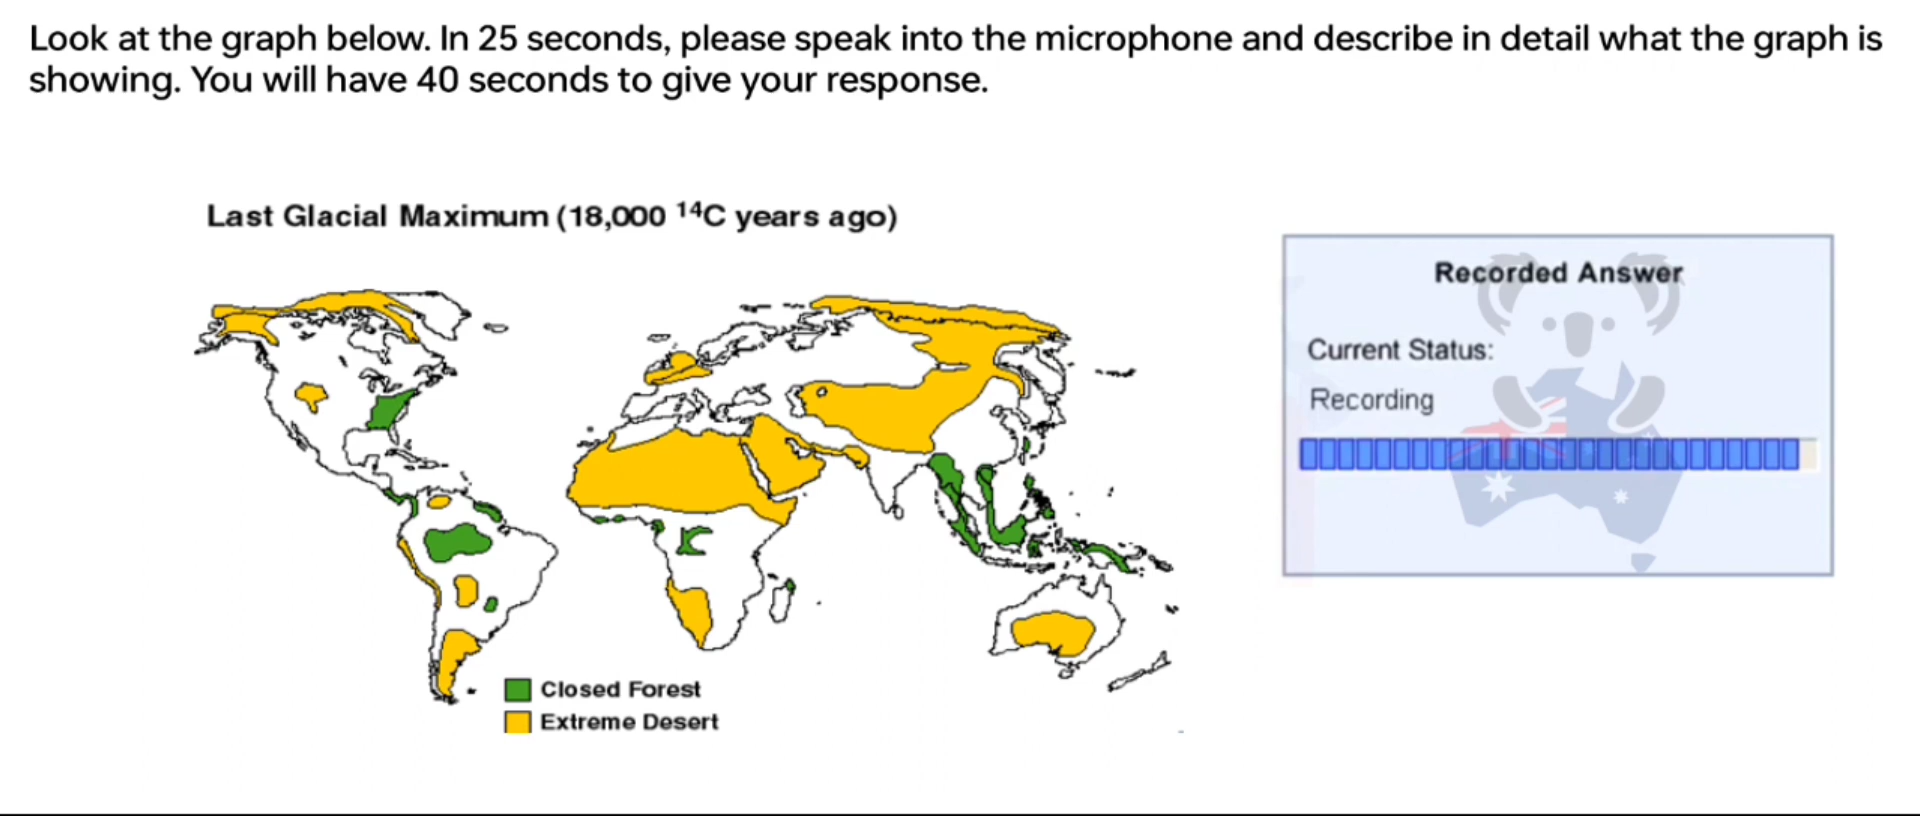 Look at the graph below. In 25 seconds, please speak into the microphone and describe in detail what the graph is
showing. You will have 40 seconds to give your response.
Last Glacial Maximum (18,000 ¹⁴C years ago)
Closed Forest
Extreme Desert
Recorded Answer
Current Status:
Recording